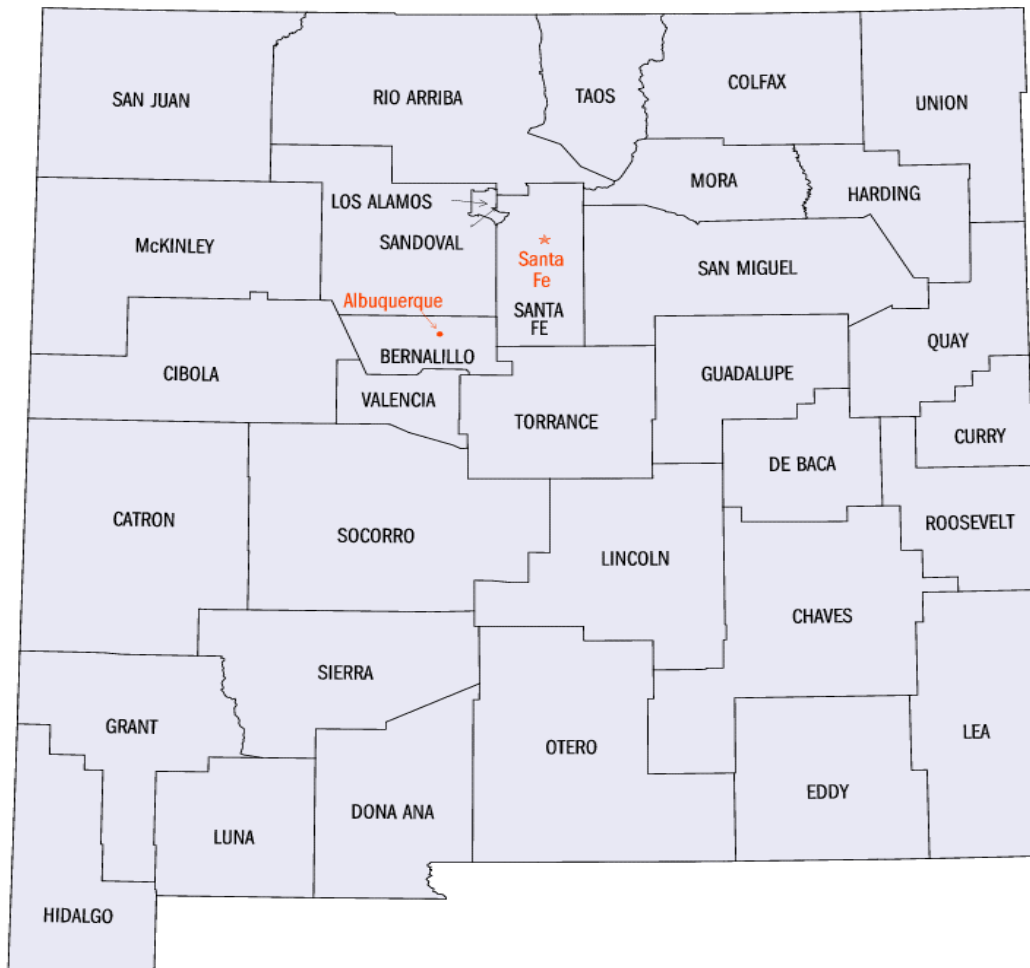 SAN JUAN
RIO ARRIBA
TAOS
COLFAX
UNION
MORA
HARDING
LOS ALAMOS
SANDOVAL
McKINLEY
Santa
Fe
SANTA
FE
SAN MIGUEL
Albuquerque
BERNALILLO
QUAY
CIBOLA
VALENCIA
GUADALUPE
TORRANCE
CURRY
DE BACA
CATRON
SOCORRO
ROOSEVELT
LINCOLN
CHAVES
SIERRA
GRANT
OTERO
LEA
EDDY
DONA ANA
LUNA
HIDALGO